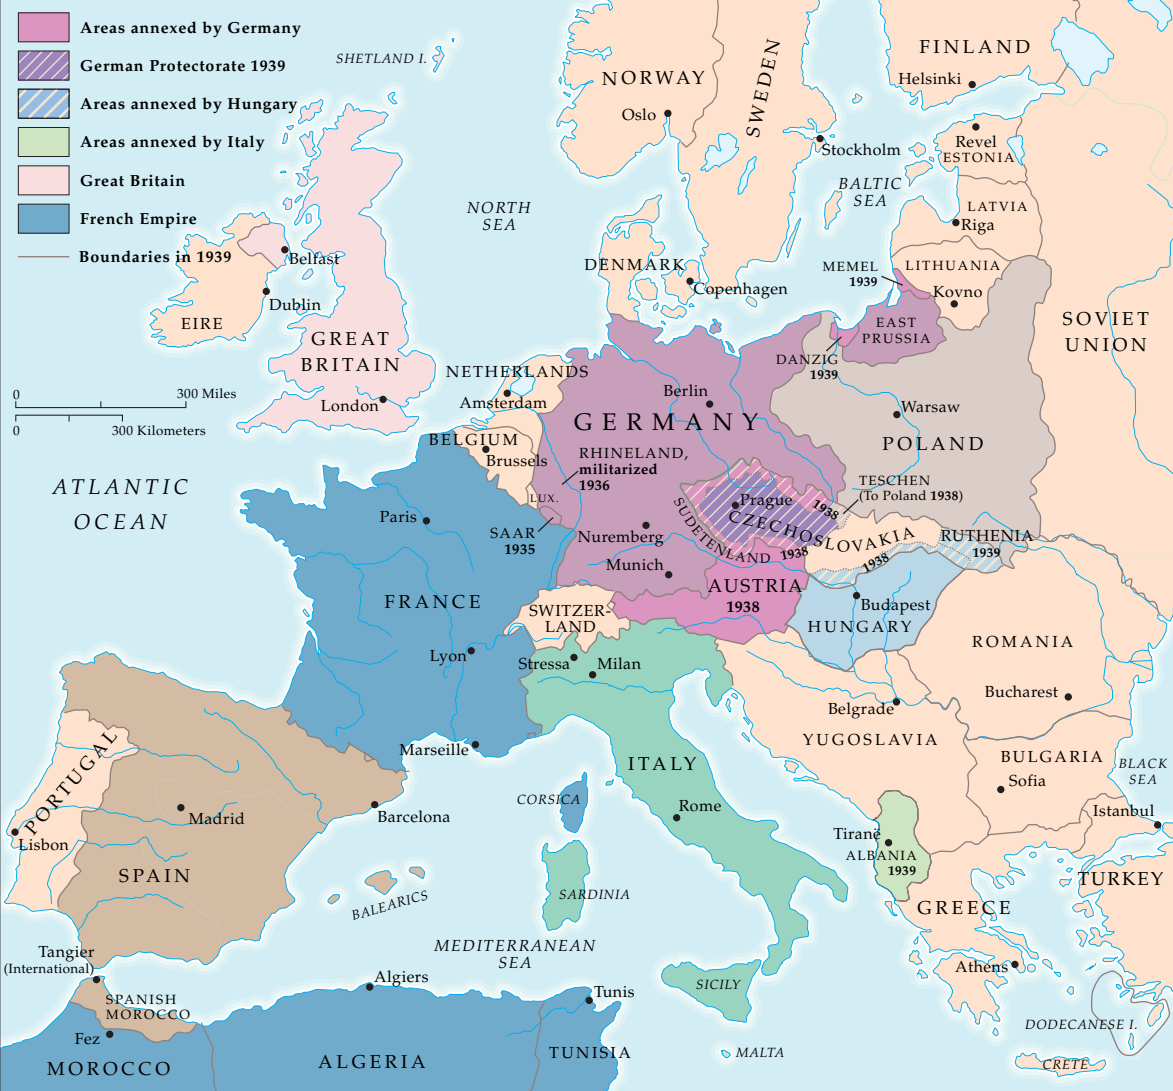 Areas annexed by Germany
German Protectorate 1939
Areas annexed by Hungary
Areas annexed by Italy
Great Britain
French Empire
Boundaries in 1939
0 300 Miles
0 300 Kilometers
SHETLAND I.
NORWAY
Oslo
SWEDEN
Stockholm
FINLAND
Helsinki
Revel
ESTONIA
BALTIC
SEA
LATVIA
Riga
NORTH
SEA
DENMARK
Copenhagen
MEMEL
1939
LITHUANIA
Kovno
Belfast
Dublin
EIRE
GREAT
BRITAIN
London
NETHERLANDS
Amsterdam
BELGIUM
Brussels
LUX.
Berlin
GERMANY
RHINELAND,
militarized
1936
SAAR
1935
Nuremberg
Munich
DANZIG
1939
EAST
PRUSSIA
SOVIET
UNION
Warsaw
POLAND
TESCHEN
(To Poland 1938)
Prague
1938
CZECHOSLOVAKIA
SUDETENLAND
1938
1938
RUTHENIA
1939
AUSTRIA
1938
Budapest
HUNGARY
ATLANTIC
OCEAN
Paris
FRANCE
Lyon
Marseille
SWITZER-
LAND
Stressa
Milan
ROMANIA
Bucharest
Belgrade
YUGOSLAVIA
BULGARIA
Sofia
BLACK
SEA
Istanbul
ITALY
Rome
CORSICA
SARDINIA
SICILY
MALTA
Tiranë
ALBANIA
1939
GREECE
Athens
TURKEY
DODECANESE I.
CRETE
PORTUGAL
Lisbon
Madrid
SPAIN
Barcelona
BALEARICS
MEDITERRANEAN
SEA
Tangier
(International)
SPANISH
MOROCCO
Fez
MOROCCO
Algiers
ALGERIA
Tunis
TUNISIA